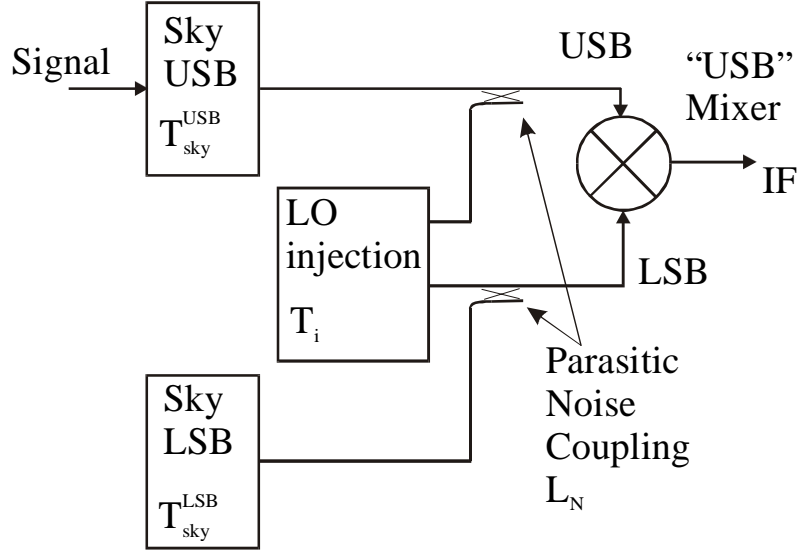 Signal
Sky
USB
T_sky^USB
USB
“USB”
Mixer
IF
LO
injection
T_i
LSB
Parasitic
Noise
Coupling
L_N
Sky
LSB
T_sky^LSB